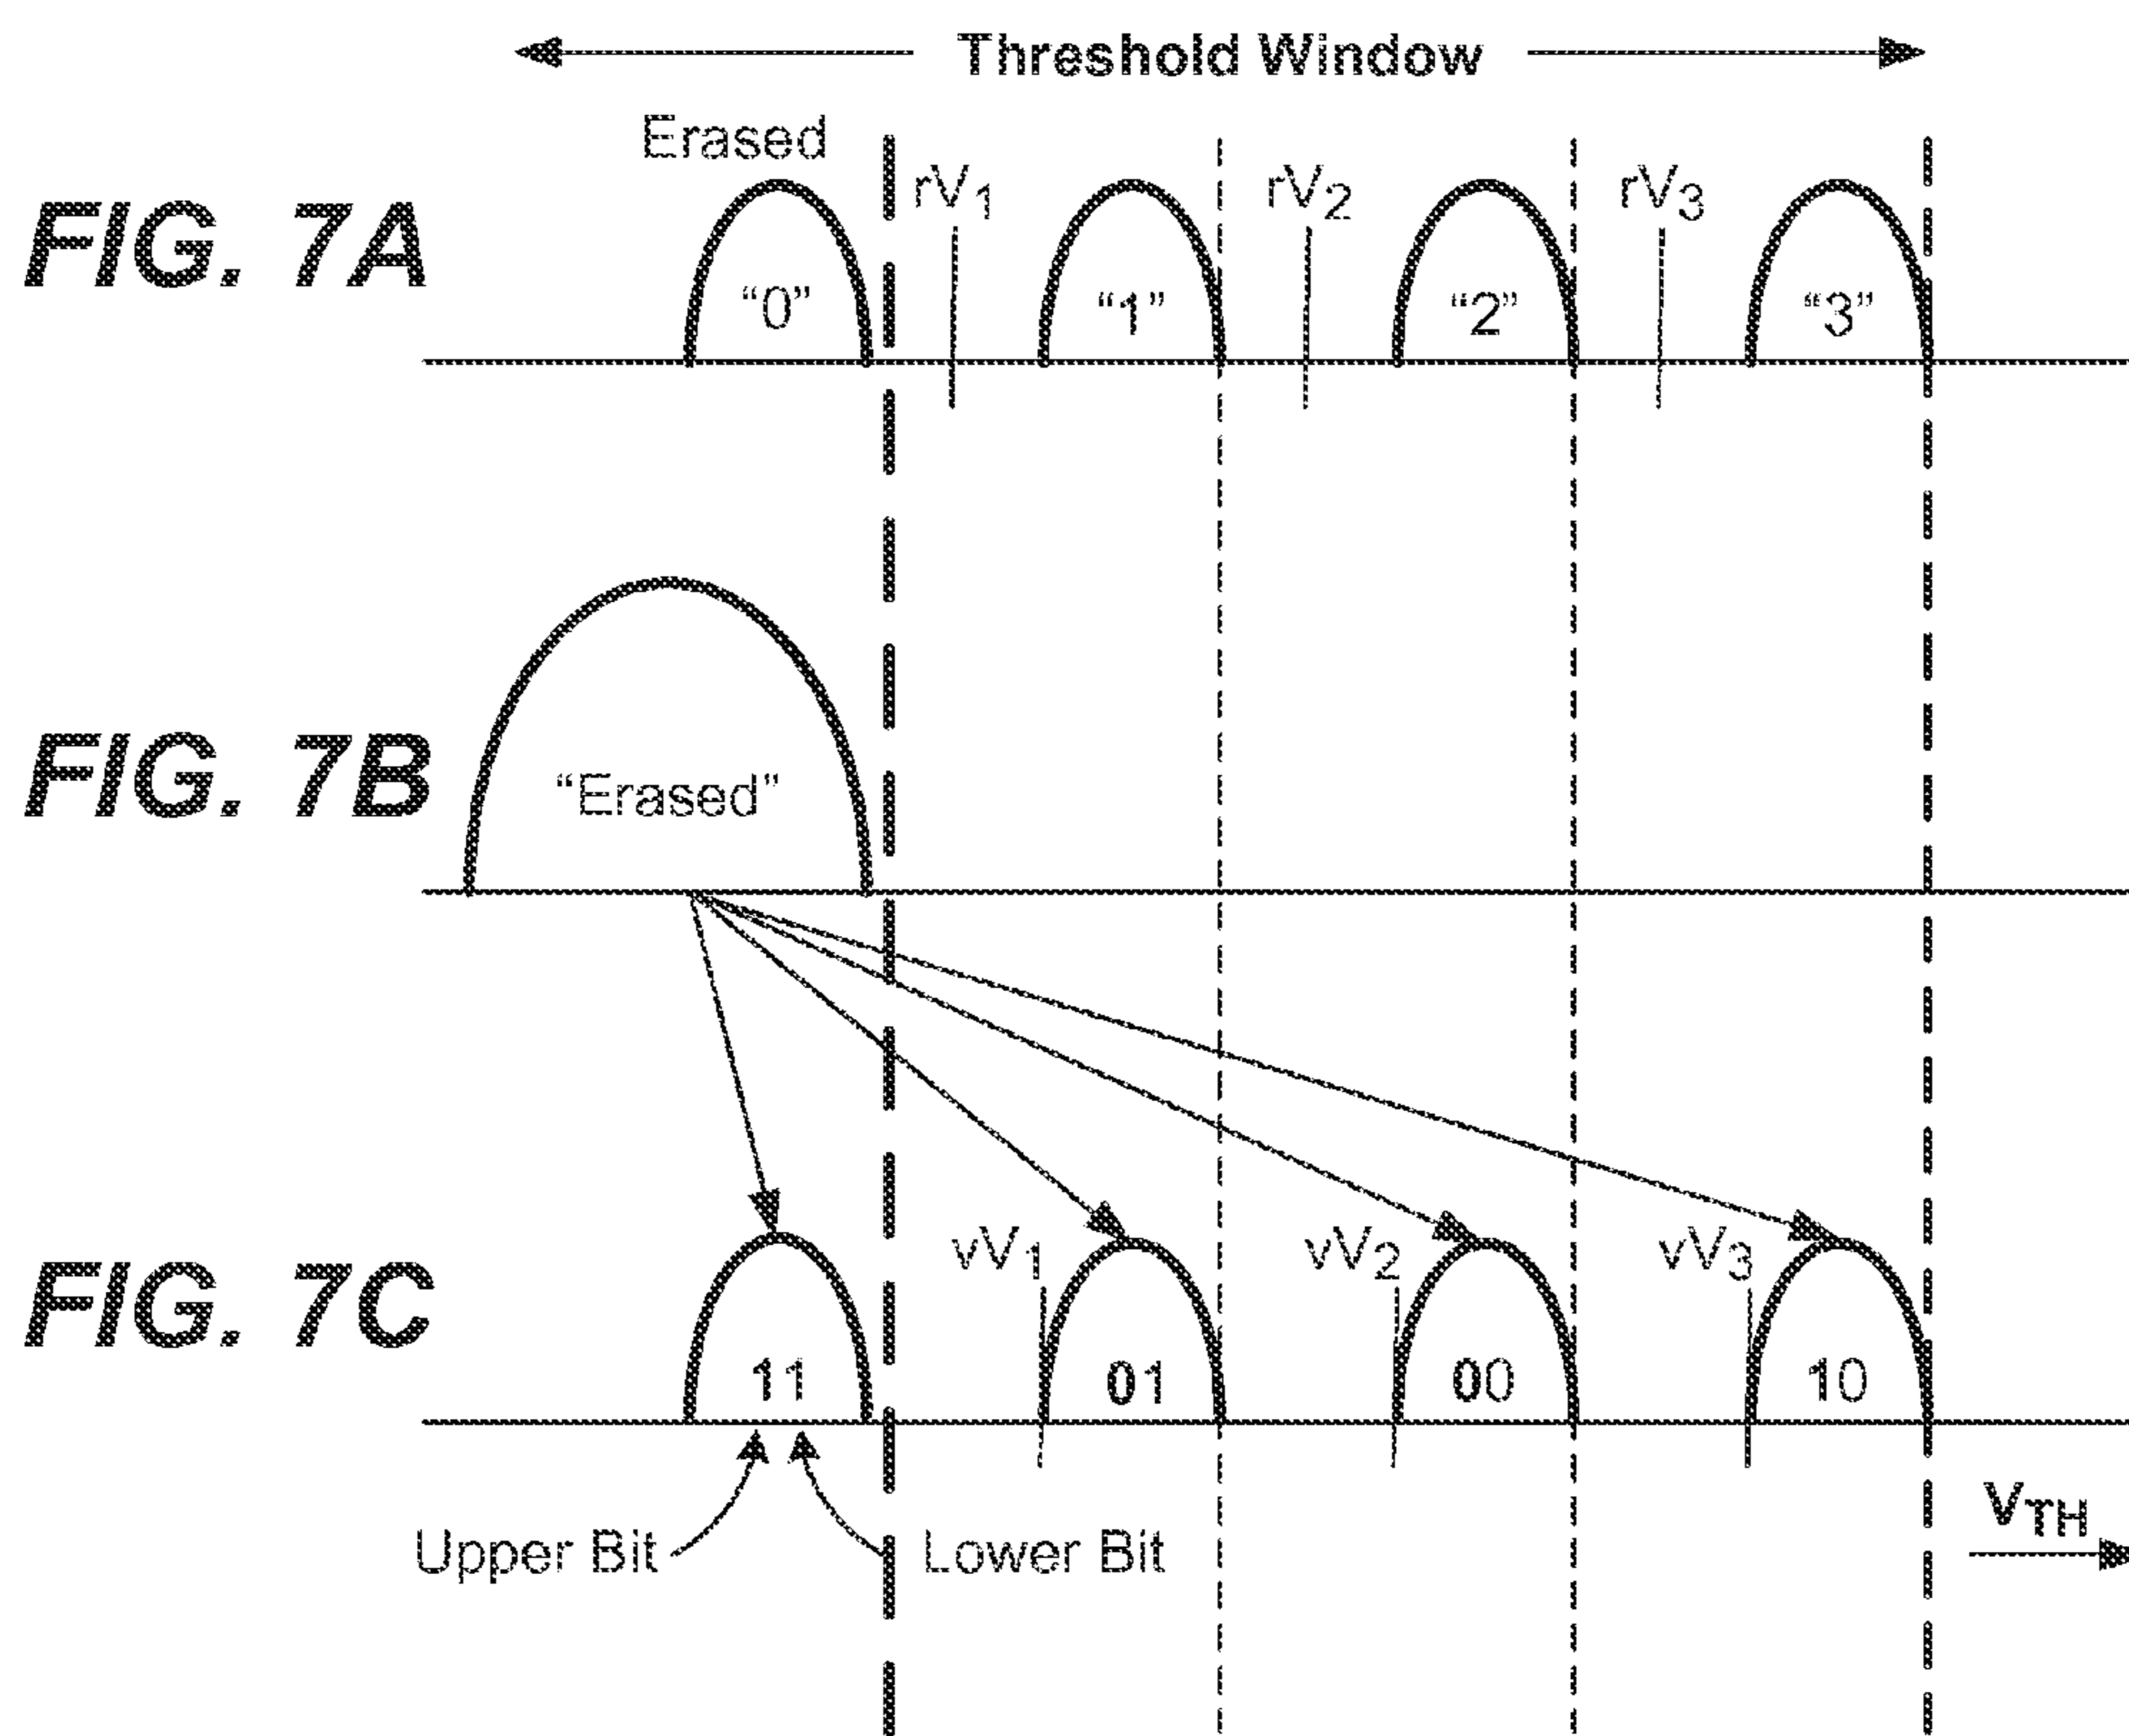 Threshold Window
Erased
FIG. 7A
rV1 rV2 rV3
“0” “1” “2” “3”
FIG. 7B
“Erased”
FIG. 7C
vV1 vV2 vV3
11 01 00 10
Upper Bit Lower Bit
VTH